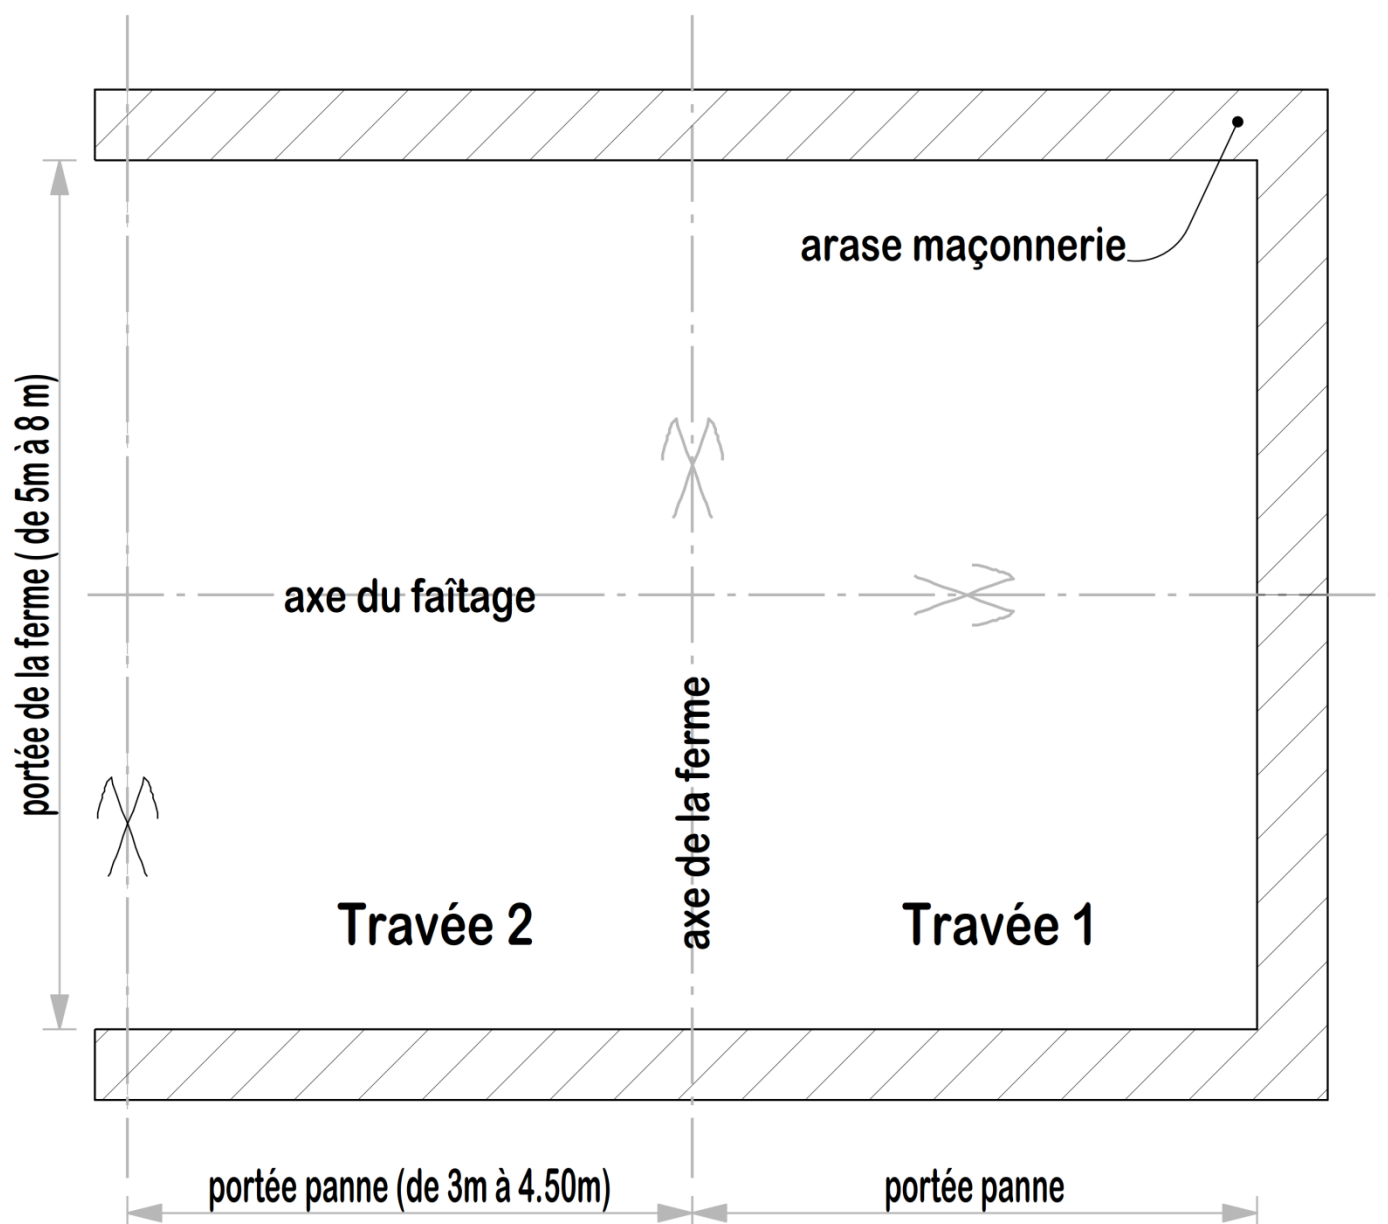 arase maçonnerie
portée de la ferme ( de 5m à 8 m)
axe du faîtage
axe de la ferme
Travée 2
Travée 1
portée panne (de 3m à 4.50m)
portée panne